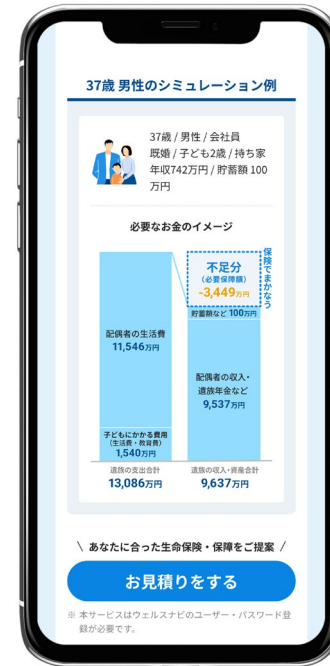 37歳 男性のシミュレーション例
37歳 / 男性 / 会社員
既婚 / 子ども2歳 / 持ち家
年収742万円 / 貯蓄額 100
万円
必要なお金のイメージ
不足分
(必要保障額)
-3,449万円
保険でまかなう
貯蓄額など 100万円
配偶者の生活費
11,546万円
配偶者の収入・
遺族年金など
9,537万円
子どもにかかる費用
(生活費・教育費)
1,540万円
遺族の支出合計
13,086万円
遺族の収入・資産合計
9,637万円
\ あなたに合った生命保険・保障をご提案 /
お見積りをする
※ 本サービスはウェルスナビのユーザー・パスワード登
録が必要です。